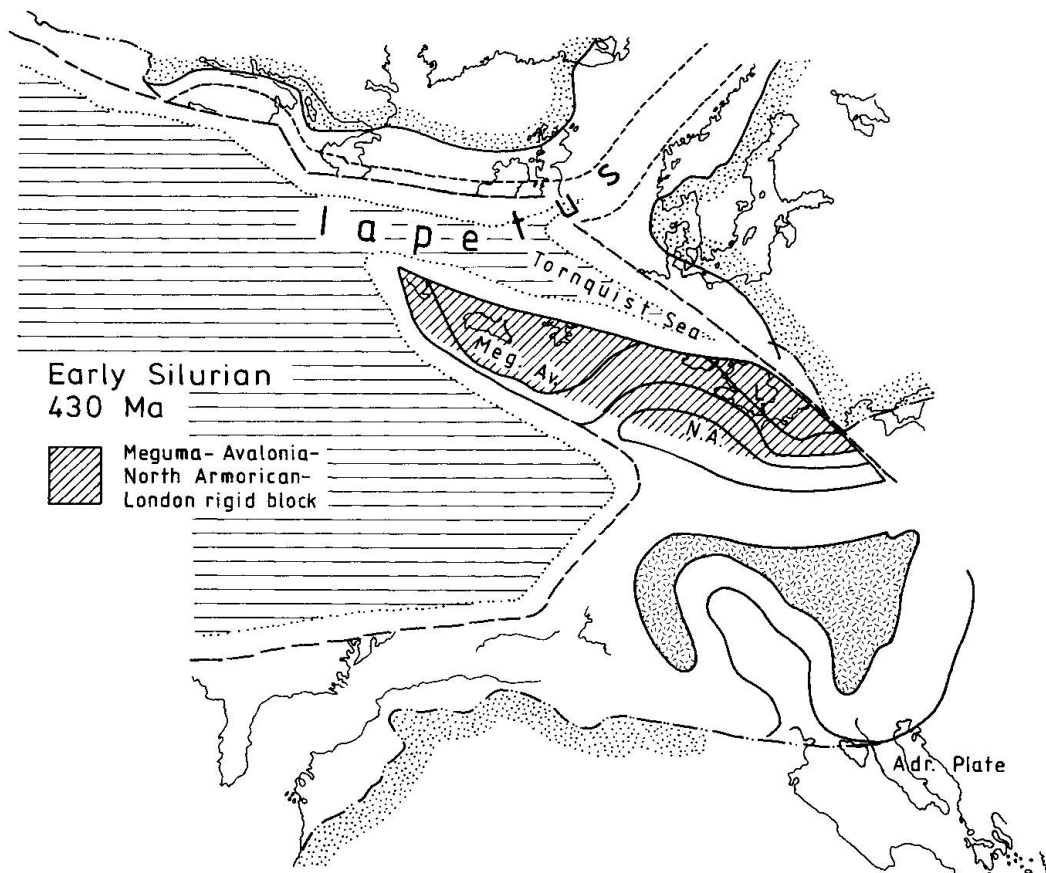 Iapetus
Tornquist Sea
Meg. Av.
N.A.
Early Silurian
430 Ma
Meguma- Avalonia-
North Armorican-
London rigid block
Adr. Plate